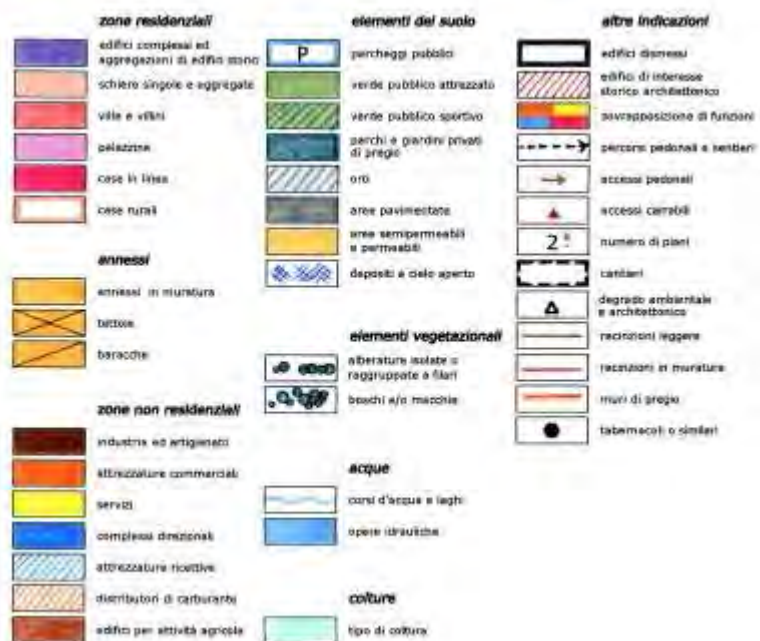 zone residenziali
edifici complessi ed
aggregazioni di edifici storici
schiere singole e aggregate
ville e villini
palazzine
case in linea
case rurali
annessi
annessi in muratura
tettoie
baracche
zone non residenziali
industria ed artigianato
attrezzature commerciali
servizi
complessi direzionali
attrezzature ricettive
distributori di carburante
edifici per attività agricola
elementi del suolo
P
parcheggi pubblici
verde pubblico attrezzato
verde pubblico sportivo
parchi e giardini privati
di pregio
orti
aree pavimentate
aree semipermeabili
e permeabili
depositi a cielo aperto
elementi vegetazionali
alberature isolate o
raggruppate a filari
boschi e/o macchie
acque
corsi d'acqua e laghi
opere idrauliche
colture
tipo di coltura
altre indicazioni
edifici dismessi
edifici di interesse
storico architettonico
sovrapposizione di funzioni
percorsi pedonali e sentieri
accessi pedonali
accessi carrabili
2
numero di piani
cantieri
degrado ambientale
e architettonico
recinzioni leggere
recinzioni in muratura
muri di pregio
tabernacoli o similari